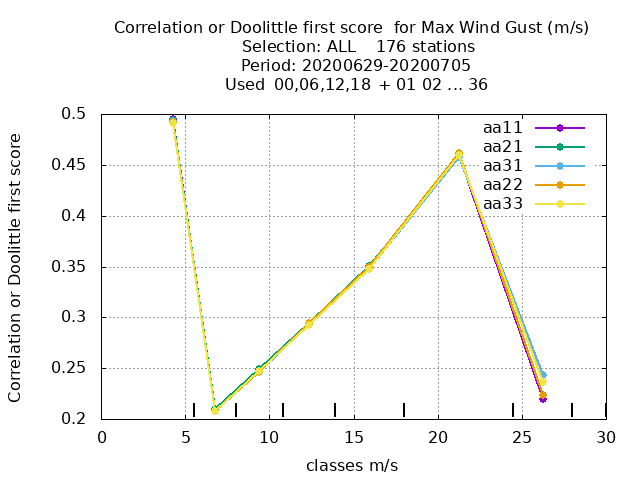 Correlation or Doolittle first score  for Max Wind Gust (m/s)
Selection: ALL    176 stations
Period: 20200629-20200705
Used  00,06,12,18 + 01 02 ... 36
Correlation or Doolittle first score
0.5
0.45
0.4
0.35
0.3
0.25
0.2
aa11
aa21
aa31
aa22
aa33
0 5 10 15 20 25 30
classes m/s